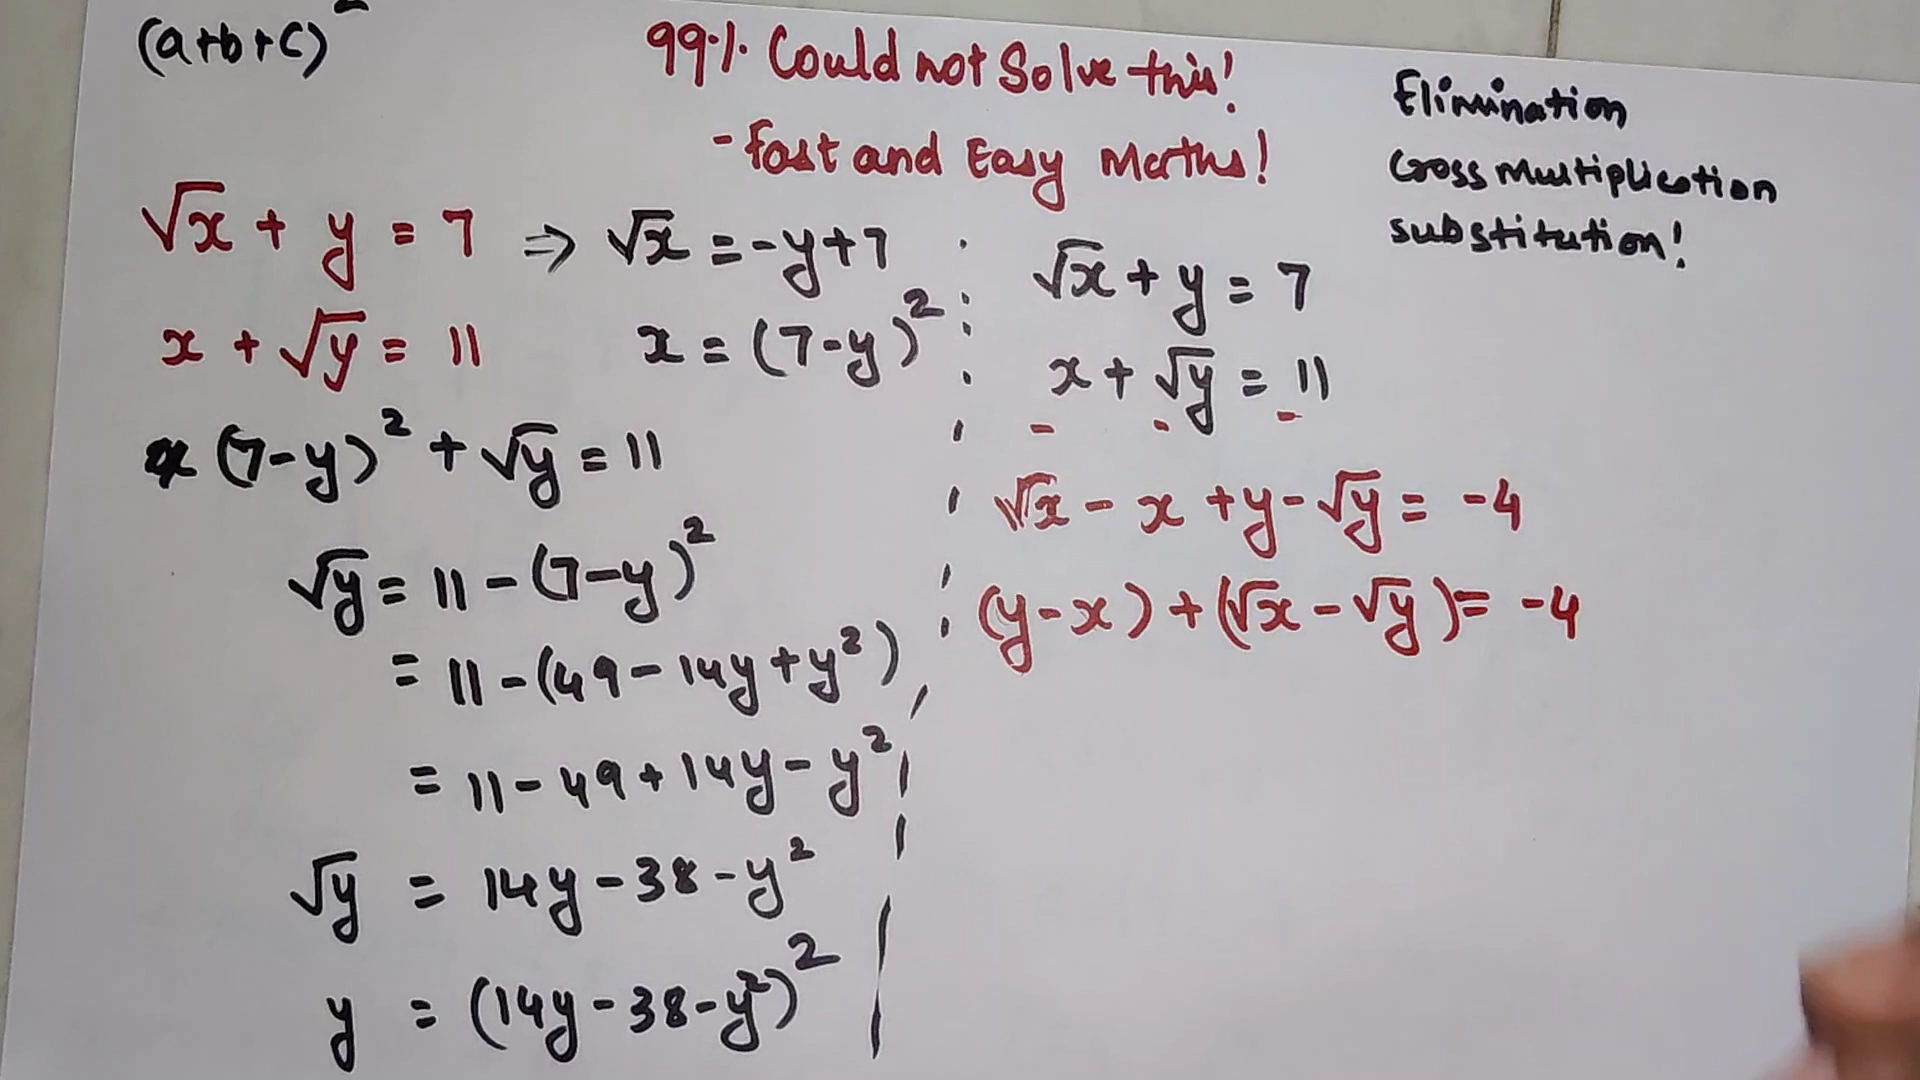 (a+b+c)²
99% Could not Solve this!
- Fast and Easy Maths!
Elimination
Cross Multiplication
substitution!
√x + y = 7 ⇒ √x = -y+7
x + √y = 11
x = (7-y)²
x (7-y)² + √y = 11
√y = 11 - (7-y)²
= 11 - (49 - 14y + y²)
= 11 - 49 + 14y - y²
√y = 14y - 38 - y²
y = (14y - 38 - y²)²
√x + y = 7
x + √y = 11
- - -
√x - x + y - √y = -4
(y-x) + (√x - √y) = -4